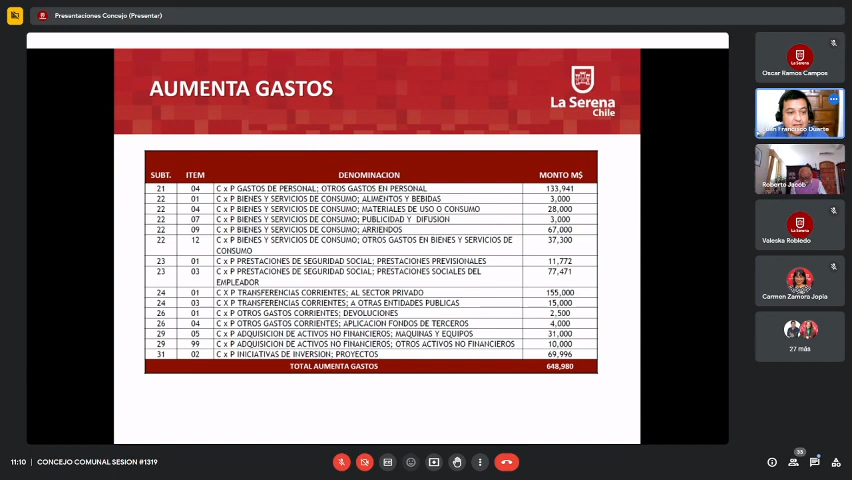 Presentaciones Concejo (Presentar)
AUMENTA GASTOS
La Serena
Chile
SUBT. ITEM DENOMINACION MONTO M$
21 04 C x P GASTOS DE PERSONAL; OTROS GASTOS EN PERSONAL 133,941
22 01 C x P BIENES Y SERVICIOS DE CONSUMO; ALIMENTOS Y BEBIDAS 3,000
22 04 C x P BIENES Y SERVICIOS DE CONSUMO; MATERIALES DE USO O CONSUMO 28,000
22 07 C x P BIENES Y SERVICIOS DE CONSUMO; PUBLICIDAD Y DIFUSION 3,000
22 09 C x P BIENES Y SERVICIOS DE CONSUMO; ARRIENDOS 67,000
22 12 C x P BIENES Y SERVICIOS DE CONSUMO; OTROS GASTOS EN BIENES Y SERVICIOS DE 37,300
CONSUMO
23 01 C x P PRESTACIONES DE SEGURIDAD SOCIAL; PRESTACIONES PREVISIONALES 11,772
23 03 C x P PRESTACIONES DE SEGURIDAD SOCIAL; PRESTACIONES SOCIALES DEL 77,471
EMPLEADOR
24 01 C X P TRANSFERENCIAS CORRIENTES; AL SECTOR PRIVADO 155,000
24 03 C X P TRANSFERENCIAS CORRIENTES; A OTRAS ENTIDADES PUBLICAS 15,000
26 01 C x P OTROS GASTOS CORRIENTES; DEVOLUCIONES 2,500
26 04 C x P OTROS GASTOS CORRIENTES; APLICACION FONDOS DE TERCEROS 4,000
29 05 C x P ADQUISICION DE ACTIVOS NO FINANCIEROS; MAQUINAS Y EQUIPOS 31,000
29 99 C x P ADQUISICION DE ACTIVOS NO FINANCIEROS; OTROS ACTIVOS NO FINANCIEROS 10,000
31 02 C x P INICIATIVAS DE INVERSION; PROYECTOS 69,996
TOTAL AUMENTA GASTOS 648,980
La Serena
Oscar Ramos Campos
Juan Francisco Duarte
Roberto Jacob
La Serena
Valeska Robledo
Carmen Zamora Jopia
27 más
11:10 CONCEJO COMUNAL SESION #1319
33